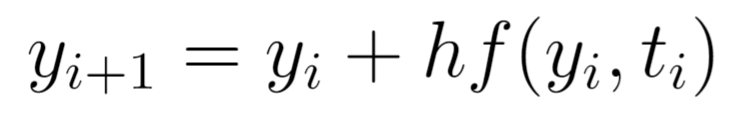 y_{i+1} = y_i + hf(y_i, t_i)